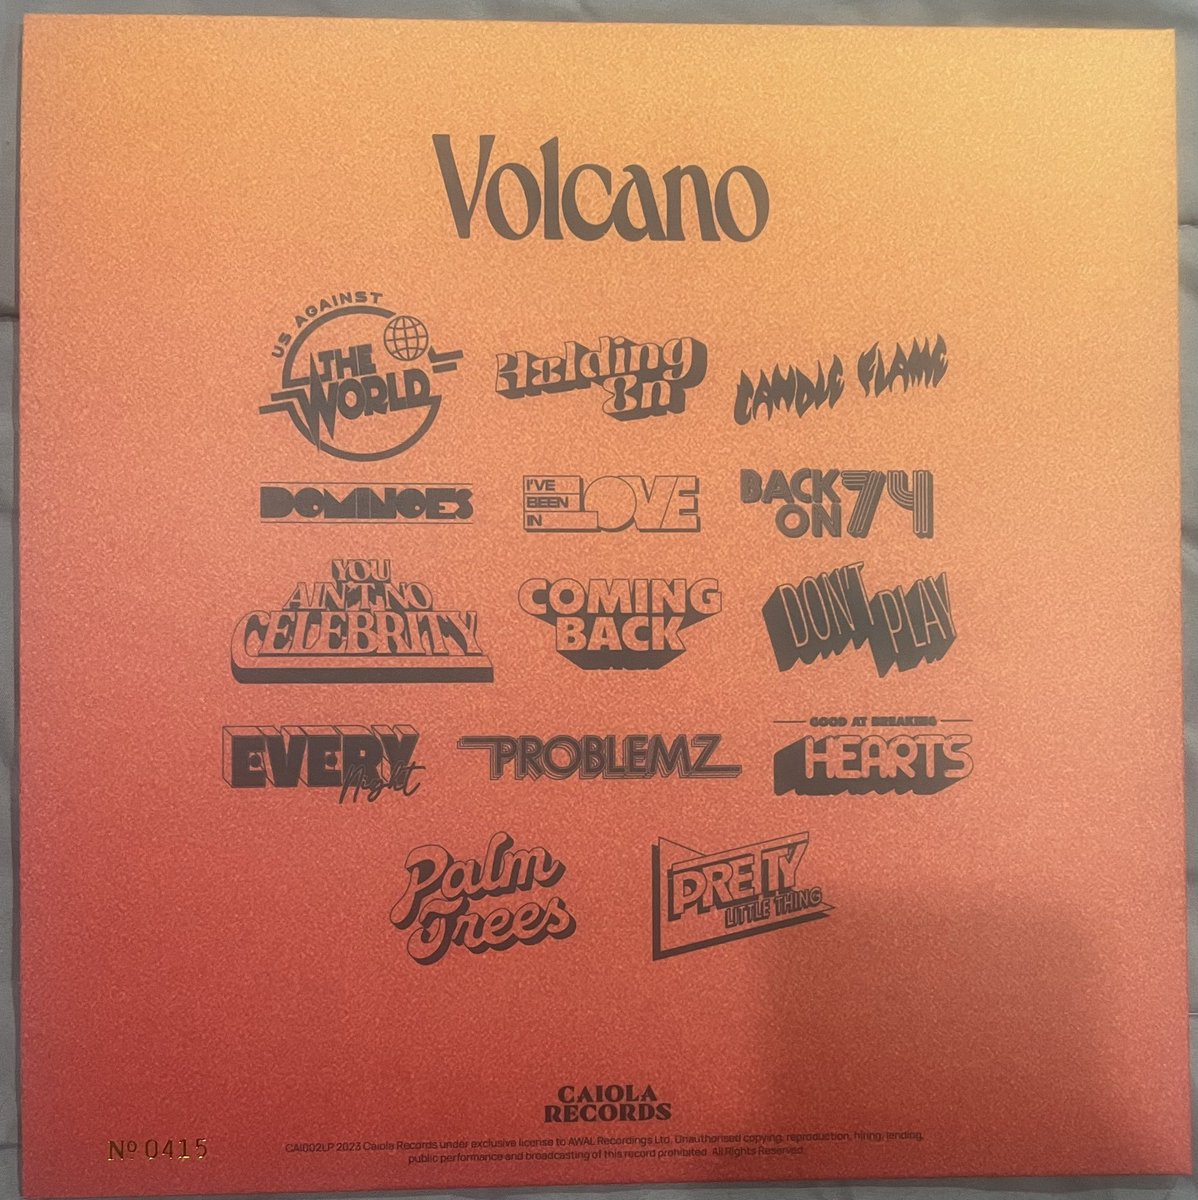 Volcano
US AGAINST
THE
WORLD
Holding
On
CANDLE FLAME
DOMINOES
I'VE
BEEN
IN
LOVE
BACK
ON 74
YOU
AIN'T NO
CELEBRITY
COMING
BACK
DON'T PLAY
EVERY
Night
PROBLEMZ
GOOD AT BREAKING
HEARTS
Palm
Trees
PRETTY
LITTLE THING
CAIOLA
RECORDS
Nº 0415
CAI002LP 2023 Caiola Records under exclusive license to AWAL Recordings Ltd. Unauthorised copying, reproduction, hiring, lending,
public performance and broadcasting of this record prohibited. All Rights Reserved.